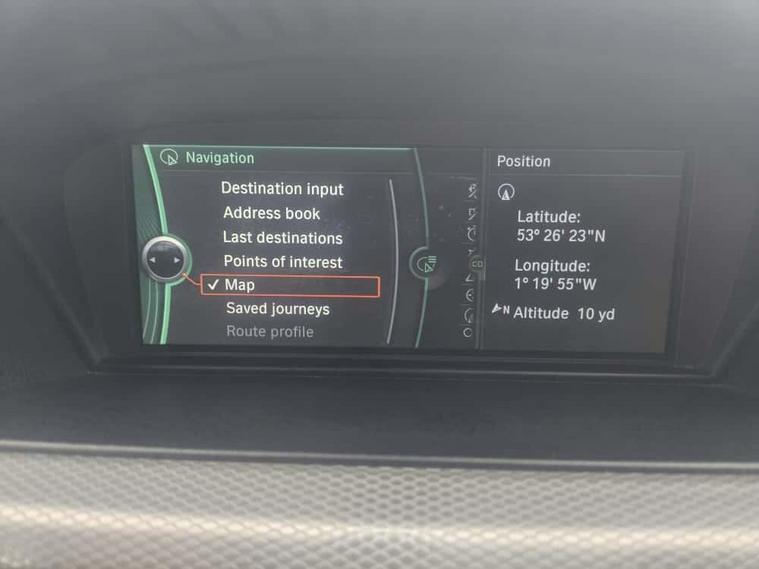 Navigation
Destination input
Address book
Last destinations
Points of interest
✓ Map
Saved journeys
Route profile
CD
Position
Latitude:
53° 26' 23"N
Longitude:
1° 19' 55"W
N Altitude 10 yd